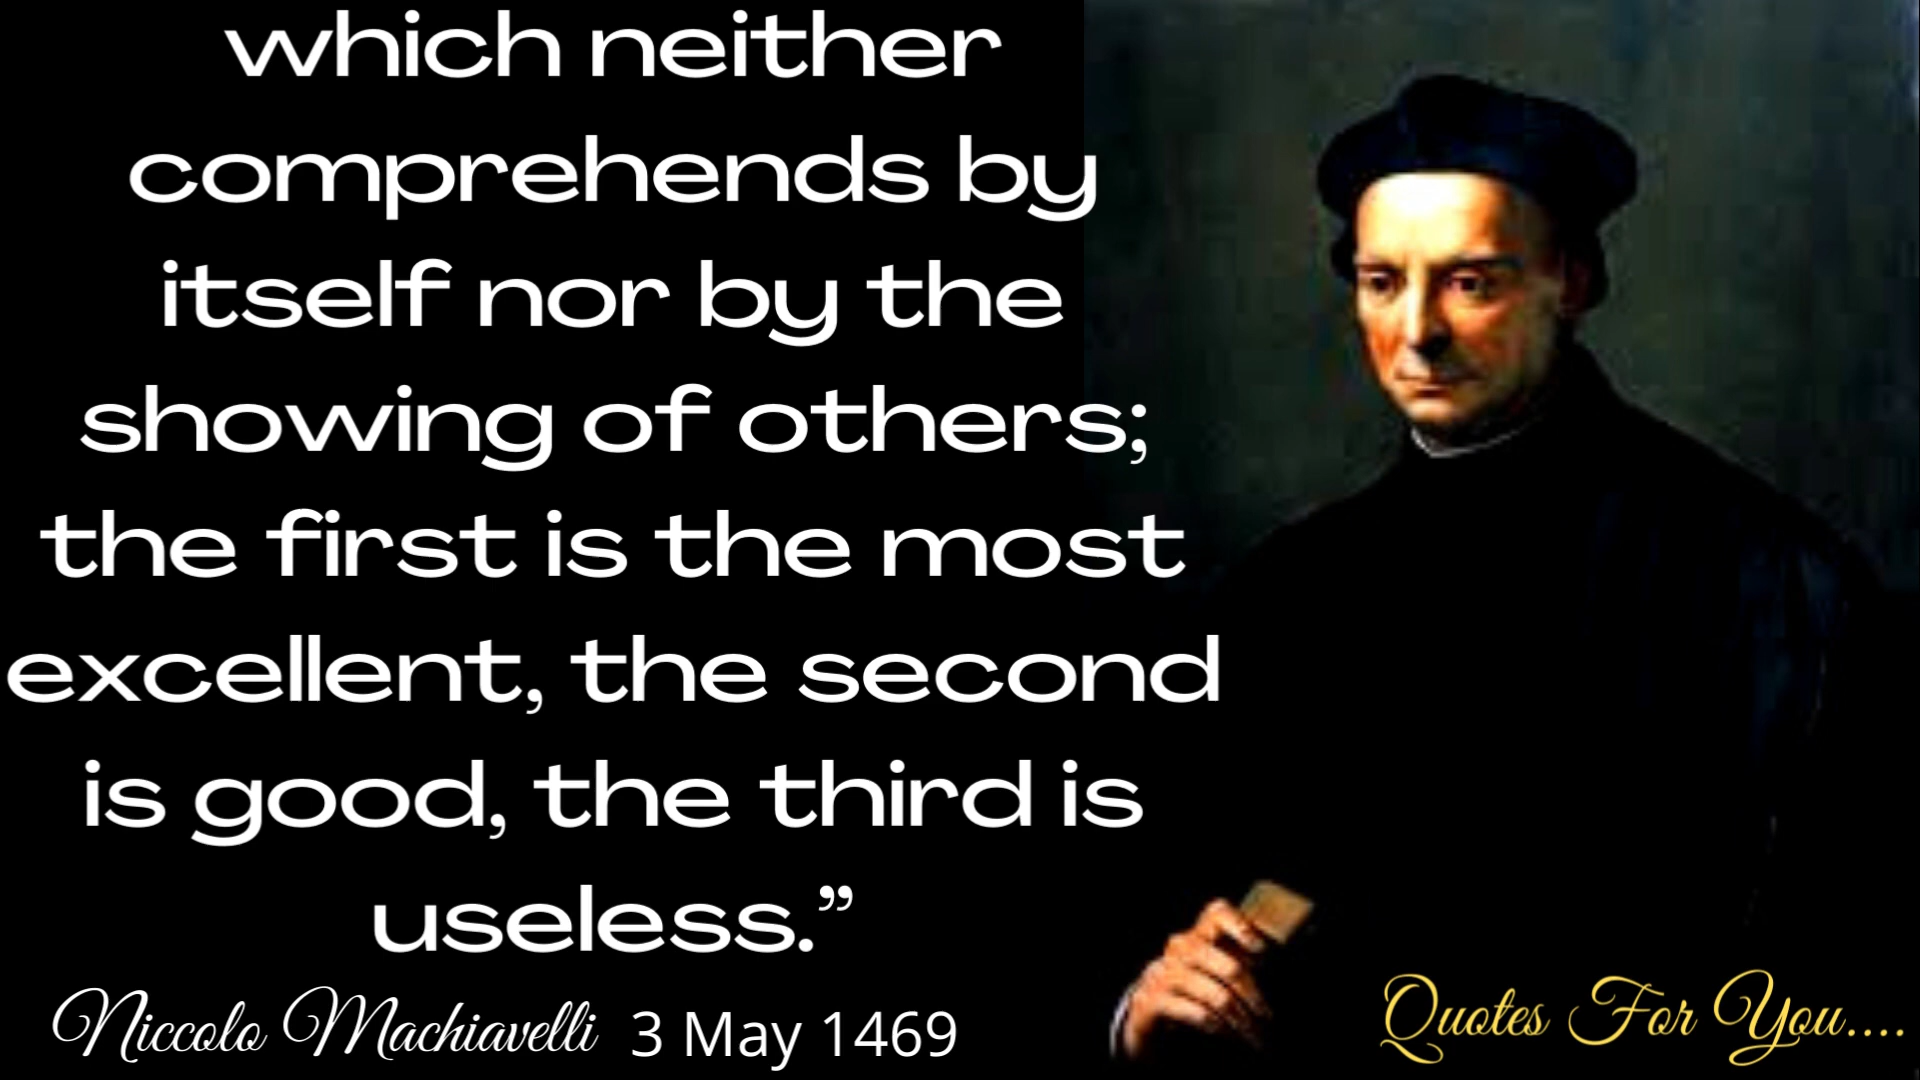 which neither
comprehends by
itself nor by the
showing of others;
the first is the most
excellent, the second
is good, the third is
useless.”
Niccolo Machiavelli 3 May 1469
Quotes For You....